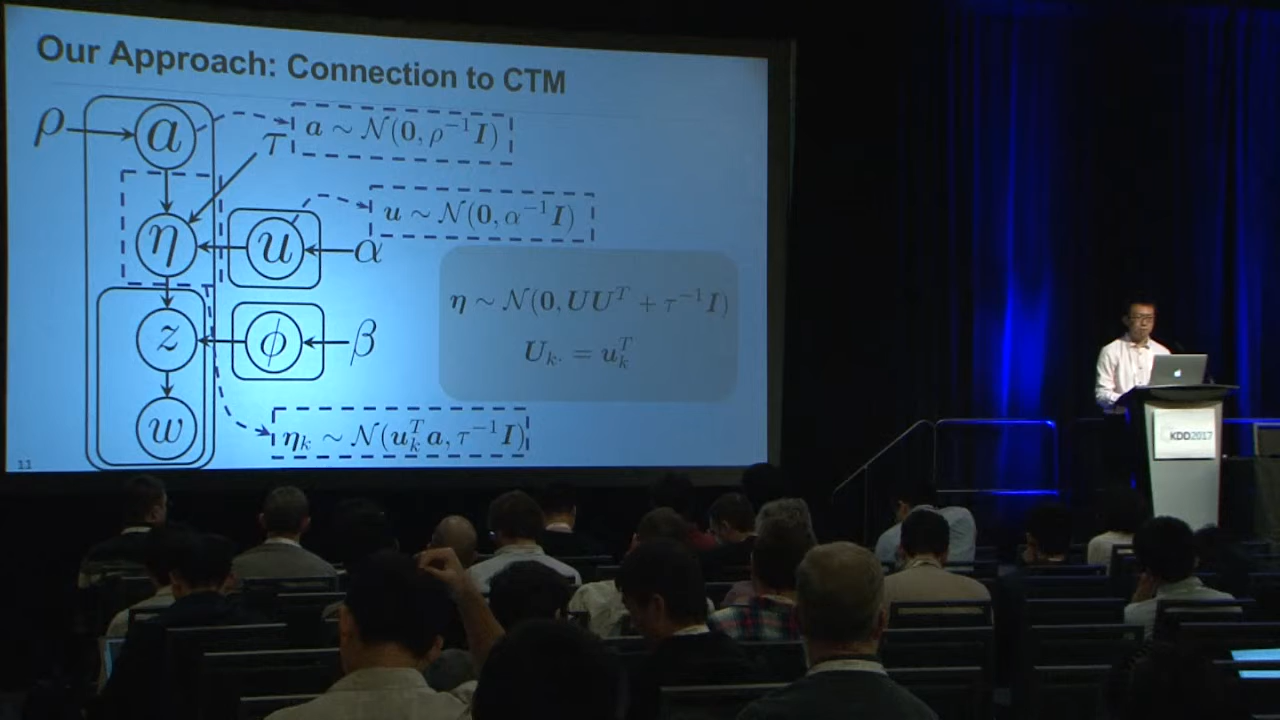 Our Approach: Connection to CTM
ρ
a
a ∼ N(0, ρ⁻¹I)
τ
u ∼ N(0, α⁻¹I)
η
u
α
η ∼ N(0, UUᵀ + τ⁻¹I)
z
ϕ
β
U_k· = u_kᵀ
w
η_k ∼ N(u_kᵀa, τ⁻¹I)
11
KDD2017